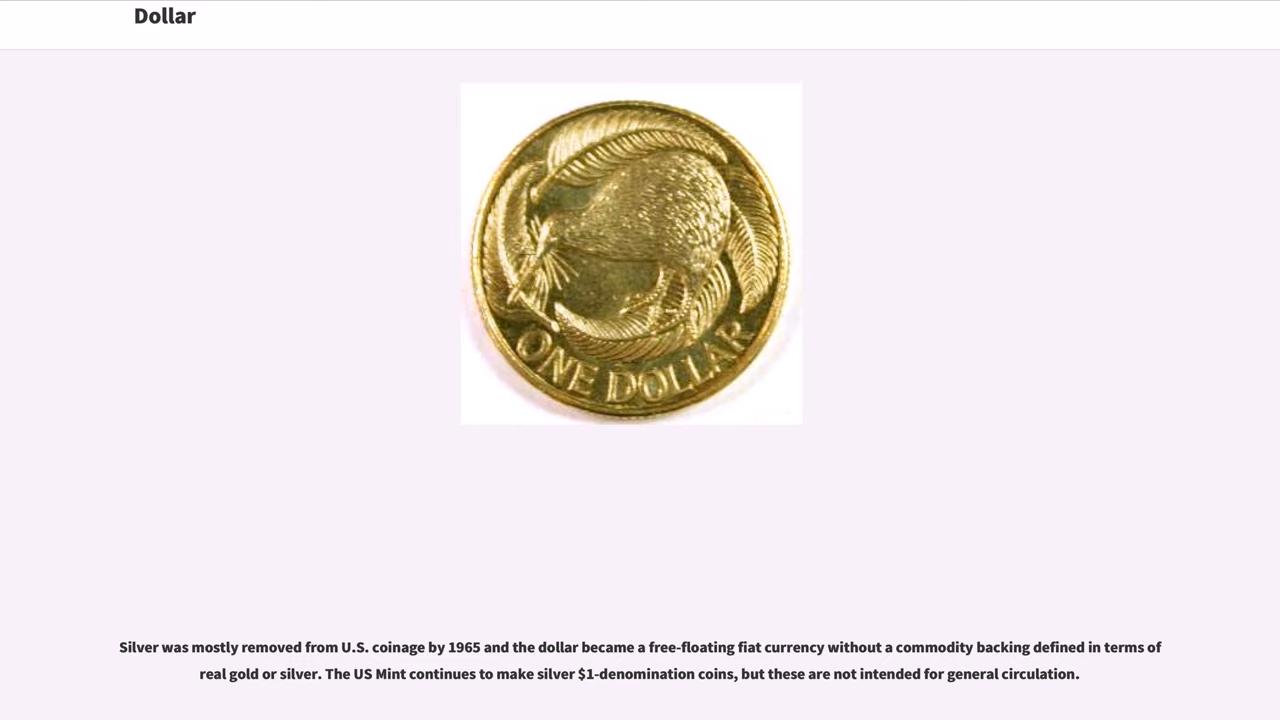 Dollar
ONE DOLLAR
Silver was mostly removed from U.S. coinage by 1965 and the dollar became a free-floating fiat currency without a commodity backing defined in terms of
real gold or silver. The US Mint continues to make silver $1-denomination coins, but these are not intended for general circulation.